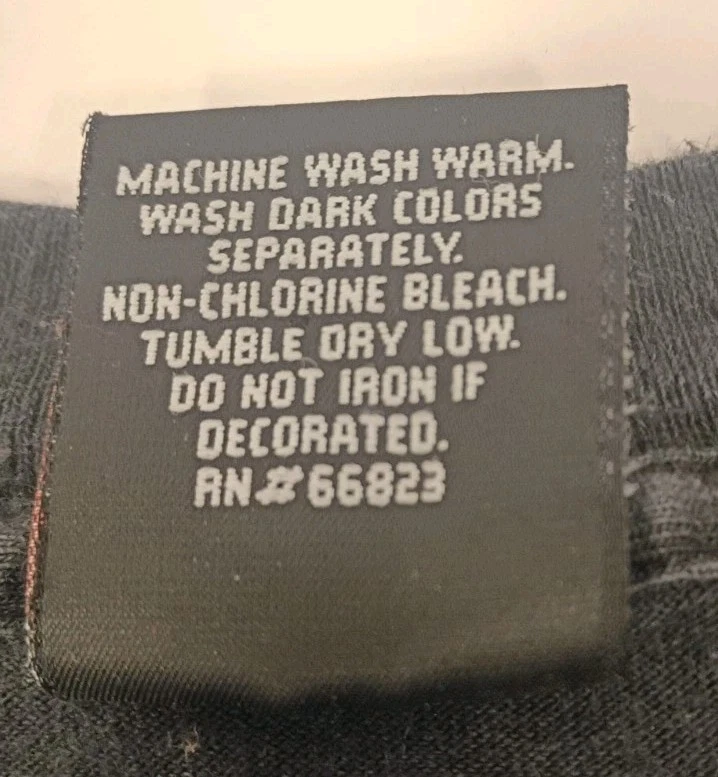 MACHINE WASH WARM.
WASH DARK COLORS
SEPARATELY.
NON-CHLORINE BLEACH.
TUMBLE DRY LOW.
DO NOT IRON IF
DECORATED.
RN#66823